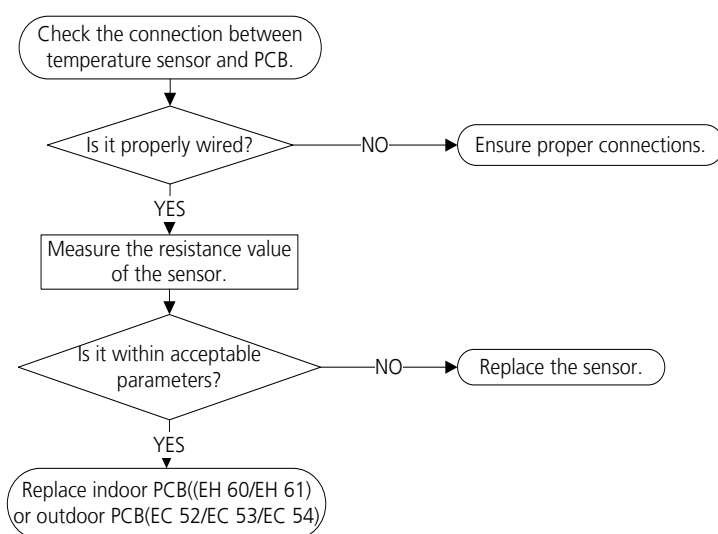 Check the connection between
temperature sensor and PCB.
Is it properly wired?
NO
Ensure proper connections.
YES
Measure the resistance value
of the sensor.
Is it within acceptable
parameters?
NO
Replace the sensor.
YES
Replace indoor PCB((EH 60/EH 61)
or outdoor PCB(EC 52/EC 53/EC 54)